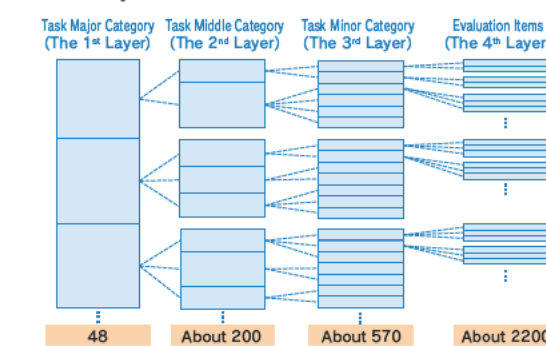 Task Major Category
(The 1st Layer)
Task Middle Category
(The 2nd Layer)
Task Minor Category
(The 3rd Layer)
Evaluation Items
(The 4th Layer
48
About 200
About 570
About 2200